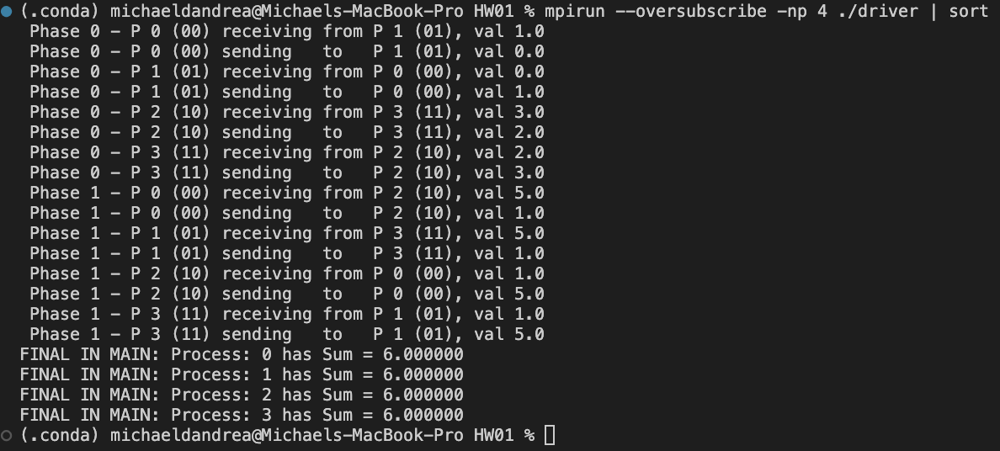 (.conda) michaeldandrea@Michaels-MacBook-Pro HW01 % mpirun --oversubscribe -np 4 ./driver | sort
Phase 0 - P 0 (00) receiving from P 1 (01), val 1.0
Phase 0 - P 0 (00) sending   to   P 1 (01), val 0.0
Phase 0 - P 1 (01) receiving from P 0 (00), val 0.0
Phase 0 - P 1 (01) sending   to   P 0 (00), val 1.0
Phase 0 - P 2 (10) receiving from P 3 (11), val 3.0
Phase 0 - P 2 (10) sending   to   P 3 (11), val 2.0
Phase 0 - P 3 (11) receiving from P 2 (10), val 2.0
Phase 0 - P 3 (11) sending   to   P 2 (10), val 3.0
Phase 1 - P 0 (00) receiving from P 2 (10), val 5.0
Phase 1 - P 0 (00) sending   to   P 2 (10), val 1.0
Phase 1 - P 1 (01) receiving from P 3 (11), val 5.0
Phase 1 - P 1 (01) sending   to   P 3 (11), val 1.0
Phase 1 - P 2 (10) receiving from P 0 (00), val 1.0
Phase 1 - P 2 (10) sending   to   P 0 (00), val 5.0
Phase 1 - P 3 (11) receiving from P 1 (01), val 1.0
Phase 1 - P 3 (11) sending   to   P 1 (01), val 5.0
FINAL IN MAIN: Process: 0 has Sum = 6.000000
FINAL IN MAIN: Process: 1 has Sum = 6.000000
FINAL IN MAIN: Process: 2 has Sum = 6.000000
FINAL IN MAIN: Process: 3 has Sum = 6.000000
(.conda) michaeldandrea@Michaels-MacBook-Pro HW01 %